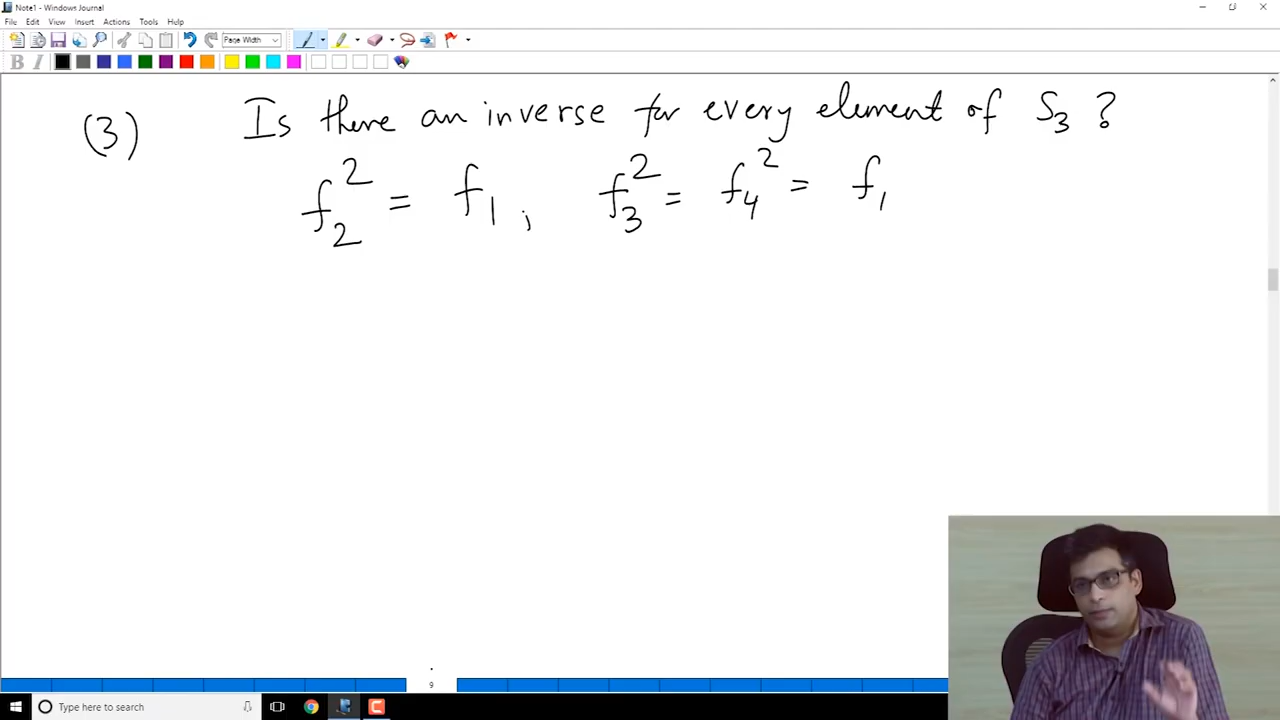 Note1 - Windows Journal
File Edit View Insert Actions Tools Help
Page Width
B I
(3) Is there an inverse for every element of S₃ ?
f₂² = f₁ ; f₃² = f₄² = f₁
9
Type here to search